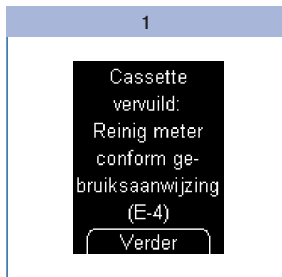 1
Cassette
vervuild:
Reinig meter
conform ge-
bruiksaanwijzing
(E-4)
Verder